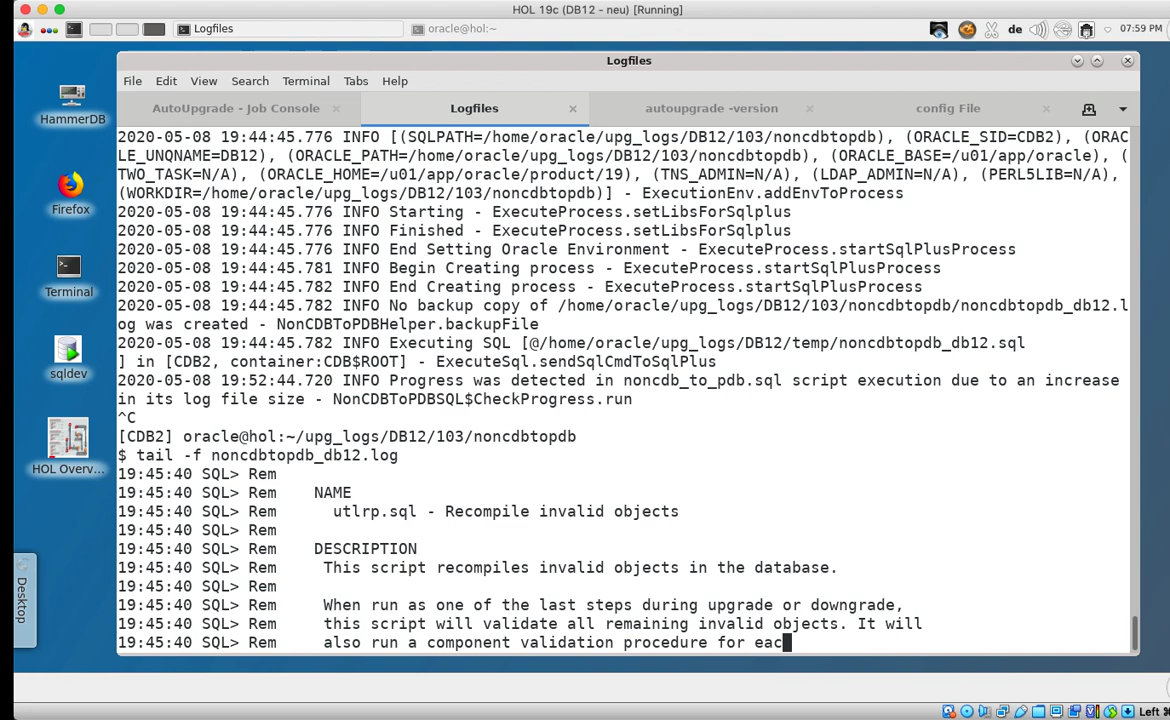 HOL 19c (DB12 - neu) [Running]
Logfiles
oracle@hol:~
de
07:59 PM
Logfiles
File Edit View Search Terminal Tabs Help
AutoUpgrade - Job Console
Logfiles
autoupgrade -version
config File
HammerDB
Firefox
Terminal
sqldev
HOL Overv...
Desktop
2020-05-08 19:44:45.776 INFO [(SQLPATH=/home/oracle/upg_logs/DB12/103/noncdbtopdb), (ORACLE_SID=CDB2), (ORAC
LE_UNQNAME=DB12), (ORACLE_PATH=/home/oracle/upg_logs/DB12/103/noncdbtopdb), (ORACLE_BASE=/u01/app/oracle), (
TWO_TASK=N/A), (ORACLE_HOME=/u01/app/oracle/product/19), (TNS_ADMIN=N/A), (LDAP_ADMIN=N/A), (PERL5LIB=N/A),
(WORKDIR=/home/oracle/upg_logs/DB12/103/noncdbtopdb)] - ExecutionEnv.addEnvToProcess
2020-05-08 19:44:45.776 INFO Starting - ExecuteProcess.setLibsForSqlplus
2020-05-08 19:44:45.776 INFO Finished - ExecuteProcess.setLibsForSqlplus
2020-05-08 19:44:45.776 INFO End Setting Oracle Environment - ExecuteProcess.startSqlPlusProcess
2020-05-08 19:44:45.781 INFO Begin Creating process - ExecuteProcess.startSqlPlusProcess
2020-05-08 19:44:45.782 INFO End Creating process - ExecuteProcess.startSqlPlusProcess
2020-05-08 19:44:45.782 INFO No backup copy of /home/oracle/upg_logs/DB12/103/noncdbtopdb/noncdbtopdb_db12.l
og was created - NonCDBToPDBHelper.backupFile
2020-05-08 19:44:45.782 INFO Executing SQL [@/home/oracle/upg_logs/DB12/temp/noncdbtopdb_db12.sql
] in [CDB2, container:CDB$ROOT] - ExecuteSql.sendSqlCmdToSqlPlus
2020-05-08 19:52:44.720 INFO Progress was detected in noncdb_to_pdb.sql script execution due to an increase
in its log file size - NonCDBToPDBSQL$CheckProgress.run
^C
[CDB2] oracle@hol:~/upg_logs/DB12/103/noncdbtopdb
$ tail -f noncdbtopdb_db12.log
19:45:40 SQL> Rem
19:45:40 SQL> Rem    NAME
19:45:40 SQL> Rem      utlrp.sql - Recompile invalid objects
19:45:40 SQL> Rem
19:45:40 SQL> Rem    DESCRIPTION
19:45:40 SQL> Rem     This script recompiles invalid objects in the database.
19:45:40 SQL> Rem
19:45:40 SQL> Rem     When run as one of the last steps during upgrade or downgrade,
19:45:40 SQL> Rem     this script will validate all remaining invalid objects. It will
19:45:40 SQL> Rem     also run a component validation procedure for eac
Left ⌘